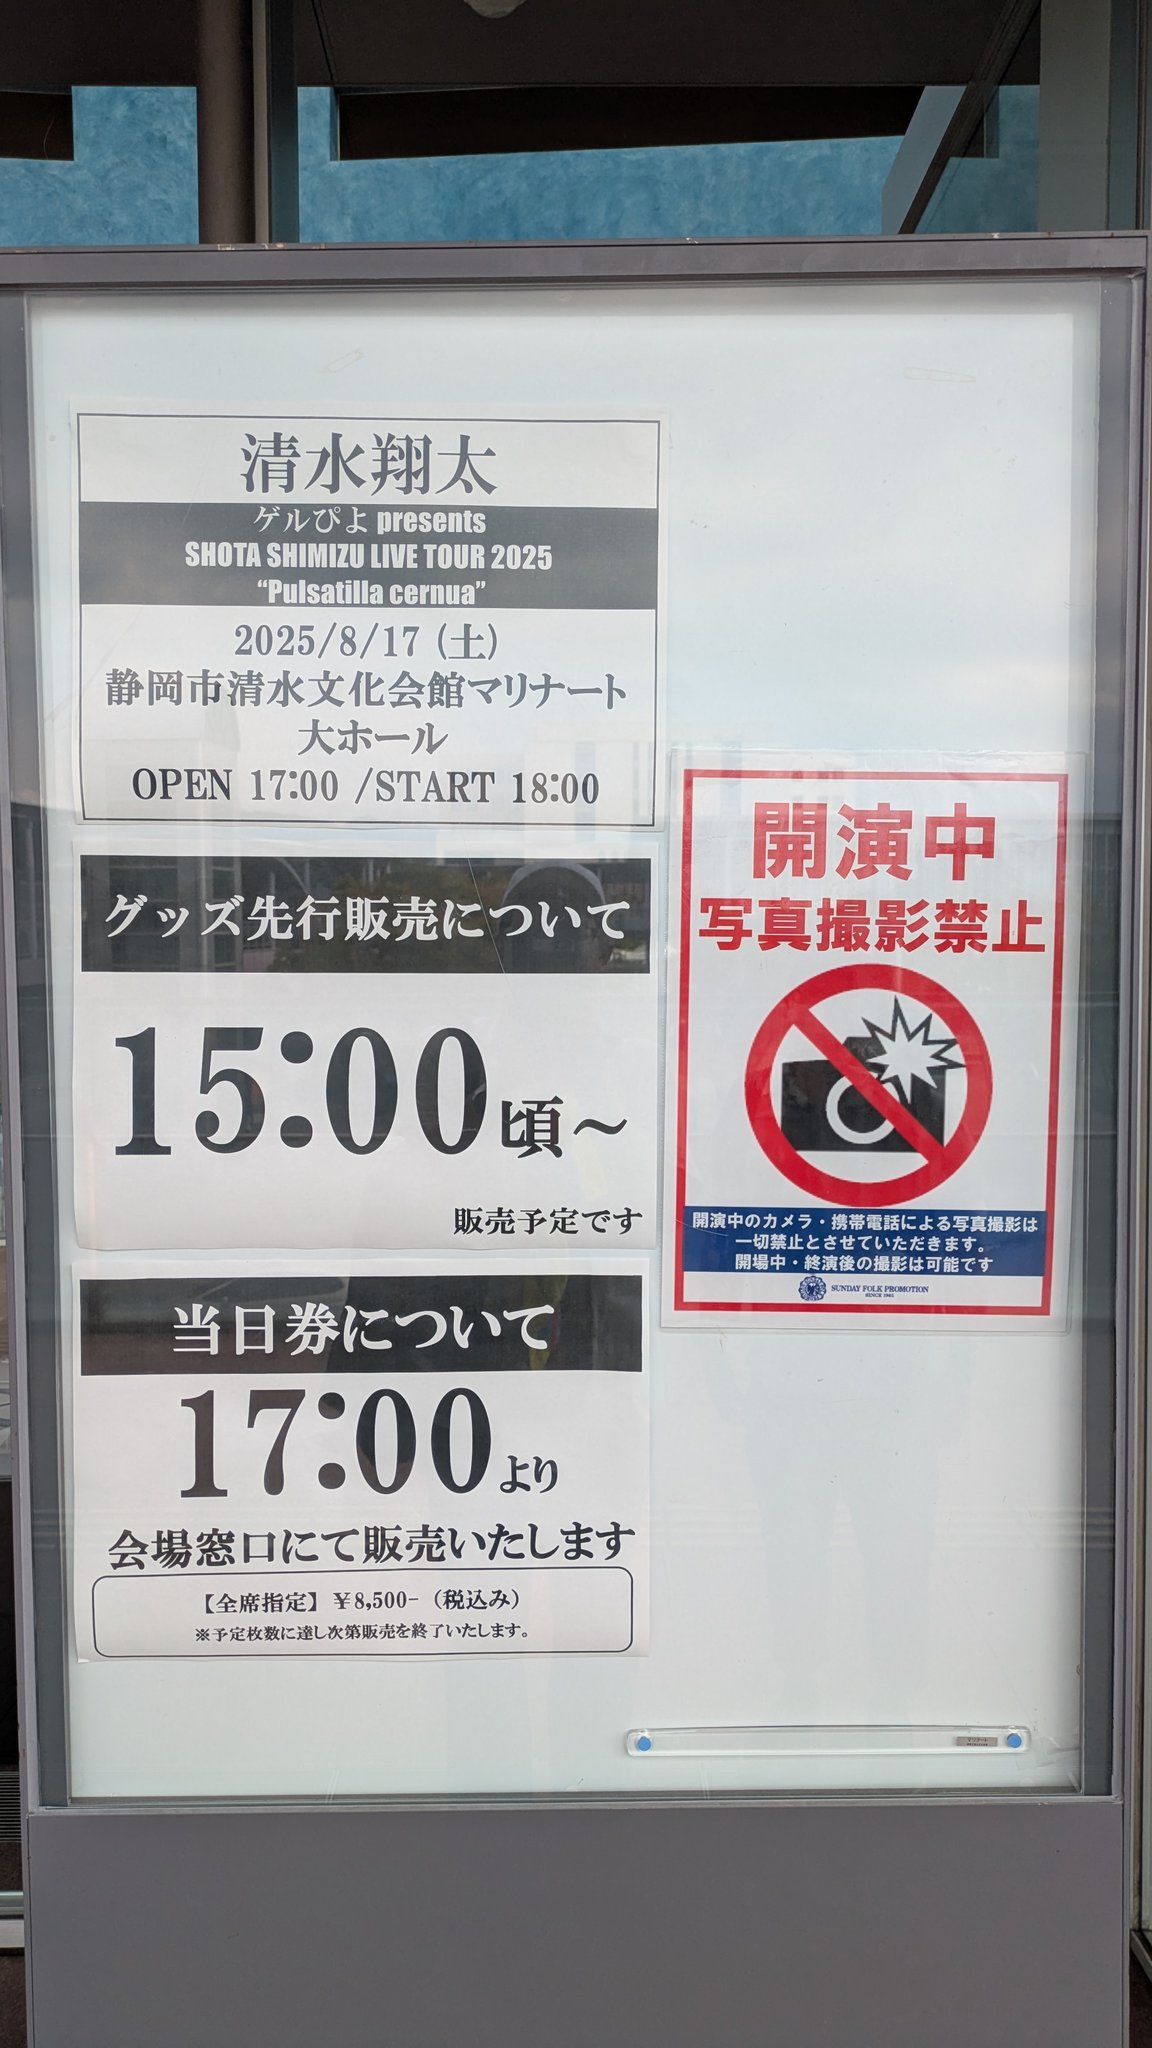 清水翔太
ゲルぴよ presents
SHOTA SHIMIZU LIVE TOUR 2025
“Pulsatilla cernua”
2025/8/17 (土)
静岡市清水文化会館マリナート
大ホール
OPEN 17:00 /START 18:00
グッズ先行販売について
15:00頃～
販売予定です
当日券について
17:00より
会場窓口にて販売いたします
【全席指定】￥8,500-（税込み）
※予定枚数に達し次第販売を終了いたします。
開演中
写真撮影禁止
開演中のカメラ・携帯電話による写真撮影は
一切禁止とさせていただきます。
開場中・終演後の撮影は可能です
SUNDAY FOLK PROMOTION
SINCE 1981
マリナート